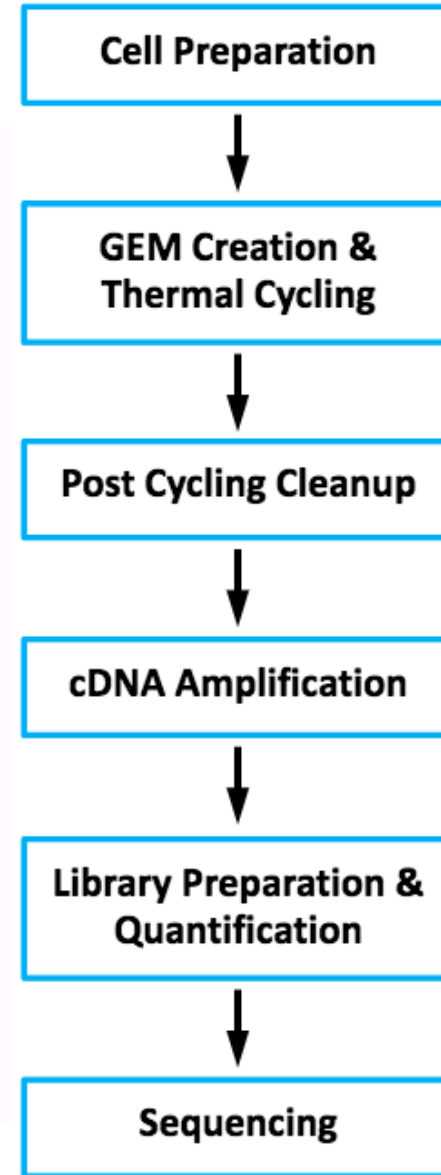 Cell Preparation
GEM Creation &
Thermal Cycling
Post Cycling Cleanup
cDNA Amplification
Library Preparation &
Quantification
Sequencing